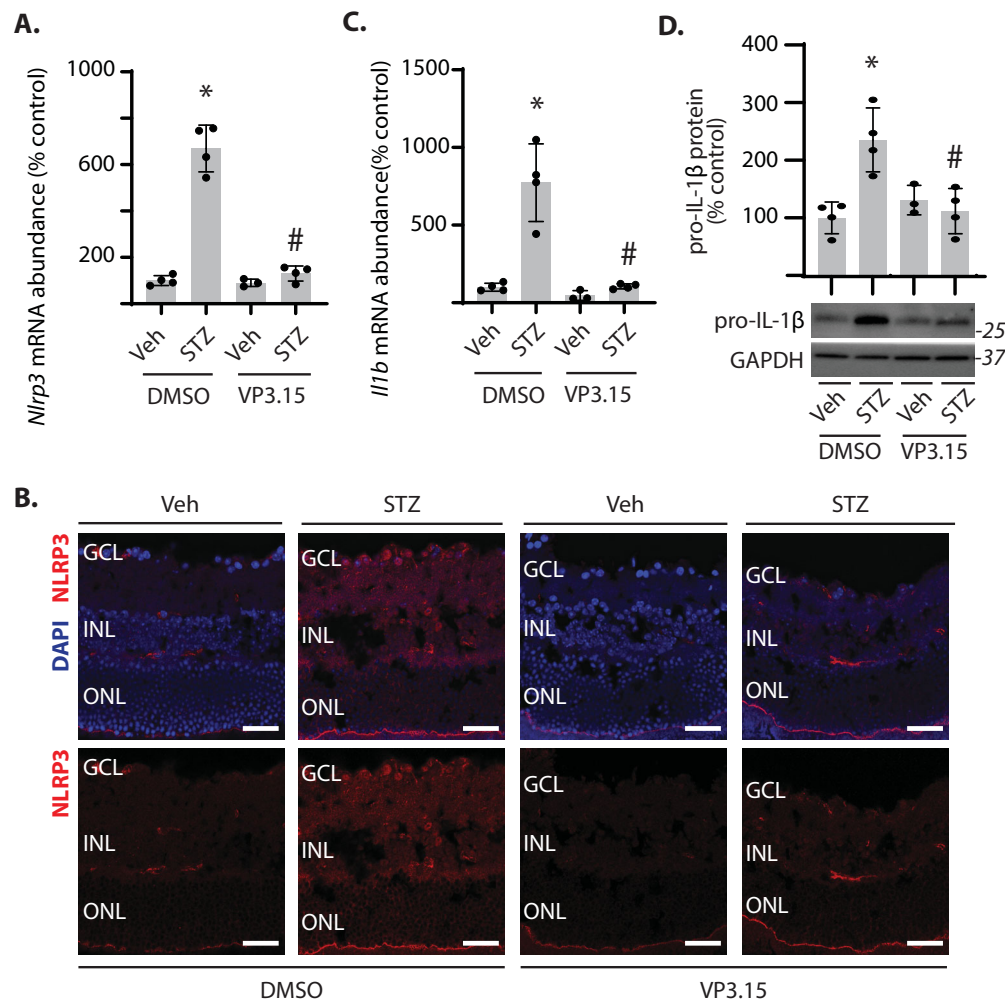 A.
Nlrp3 mRNA abundance (% control)
1000
600
200
*
#
Veh
STZ
Veh
STZ
DMSO
VP3.15
C.
Il1b mRNA abundance(% control)
1500
1000
500
*
#
Veh
STZ
Veh
STZ
DMSO
VP3.15
D.
pro-IL-1β protein
(% control)
400
300
200
100
*
#
pro-IL-1β
-25
GAPDH
-37
Veh
STZ
Veh
STZ
DMSO
VP3.15
B.
Veh
STZ
Veh
STZ
DAPI NLRP3
GCL
INL
ONL
GCL
INL
ONL
GCL
INL
ONL
GCL
INL
ONL
NLRP3
GCL
INL
ONL
GCL
INL
ONL
GCL
INL
ONL
GCL
INL
ONL
DMSO
VP3.15